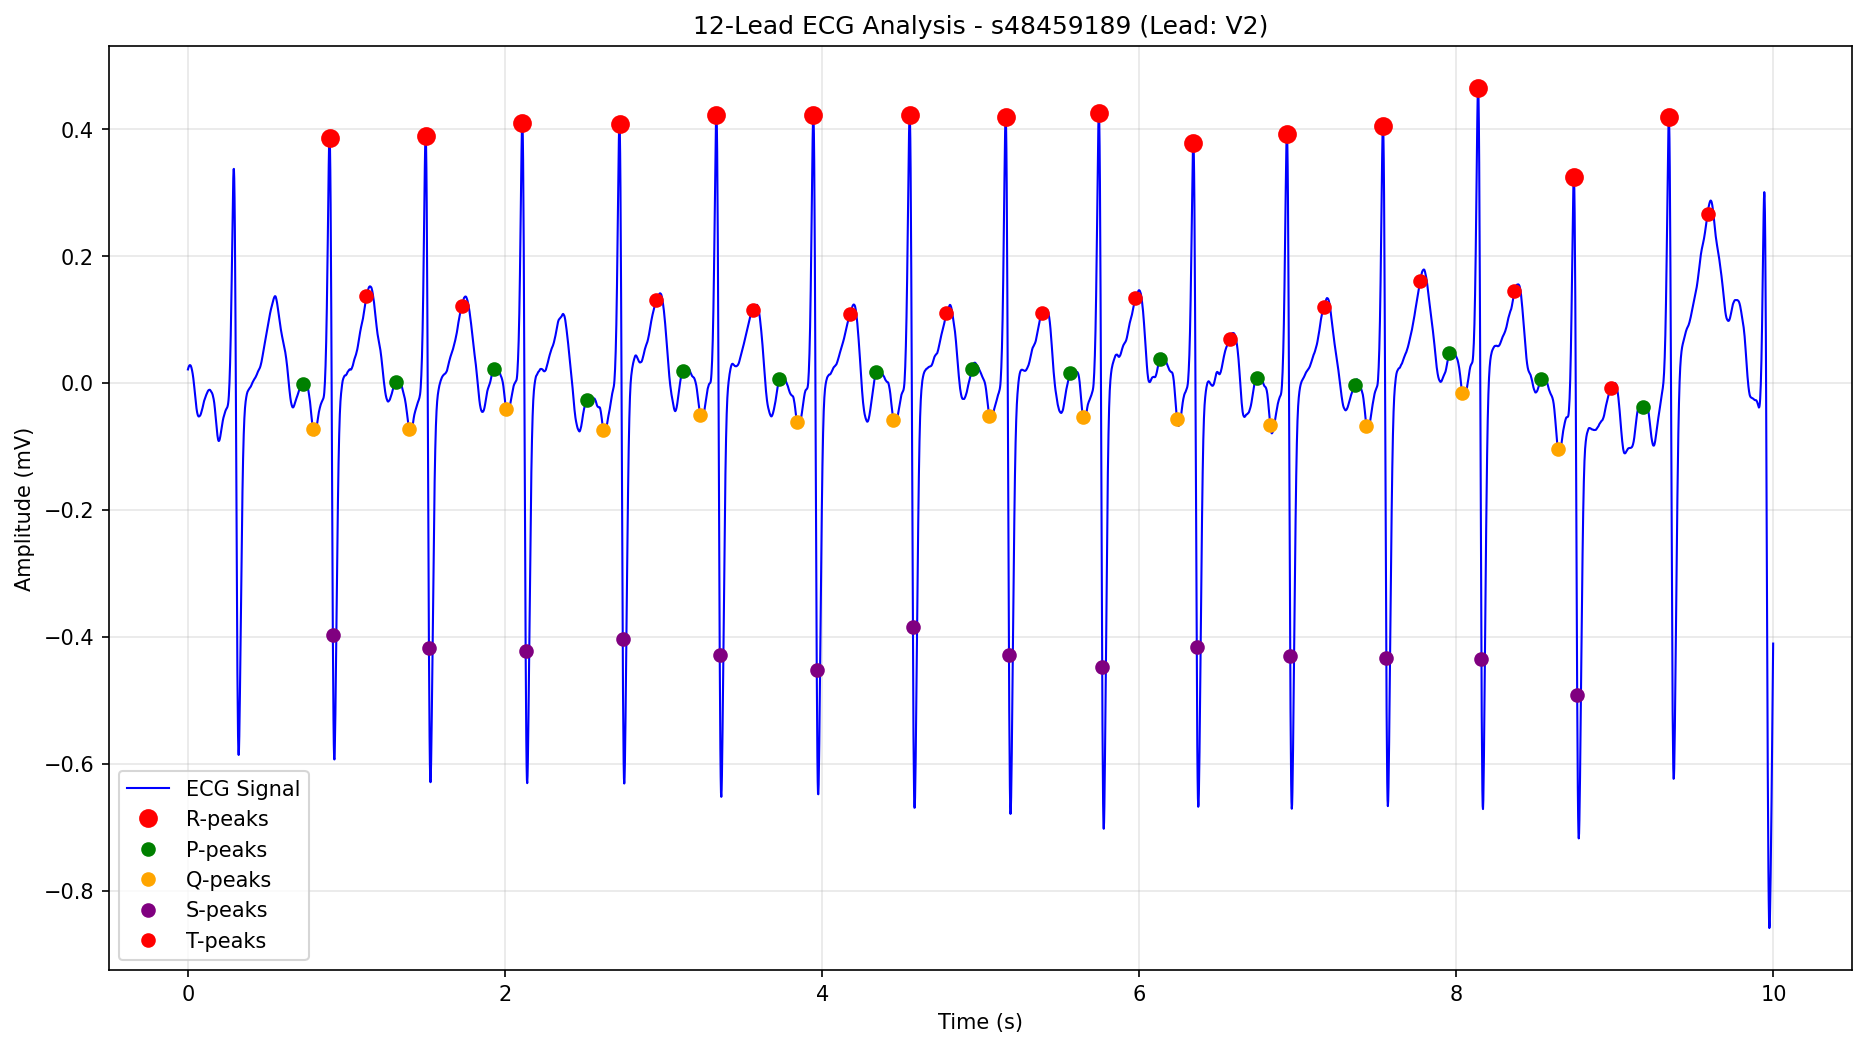 12-Lead ECG Analysis - s48459189 (Lead: V2)
Amplitude (mV)
0.4
0.2
0.0
−0.2
−0.4
−0.6
−0.8
ECG Signal
R-peaks
P-peaks
Q-peaks
S-peaks
T-peaks
0 2 4 6 8 10
Time (s)